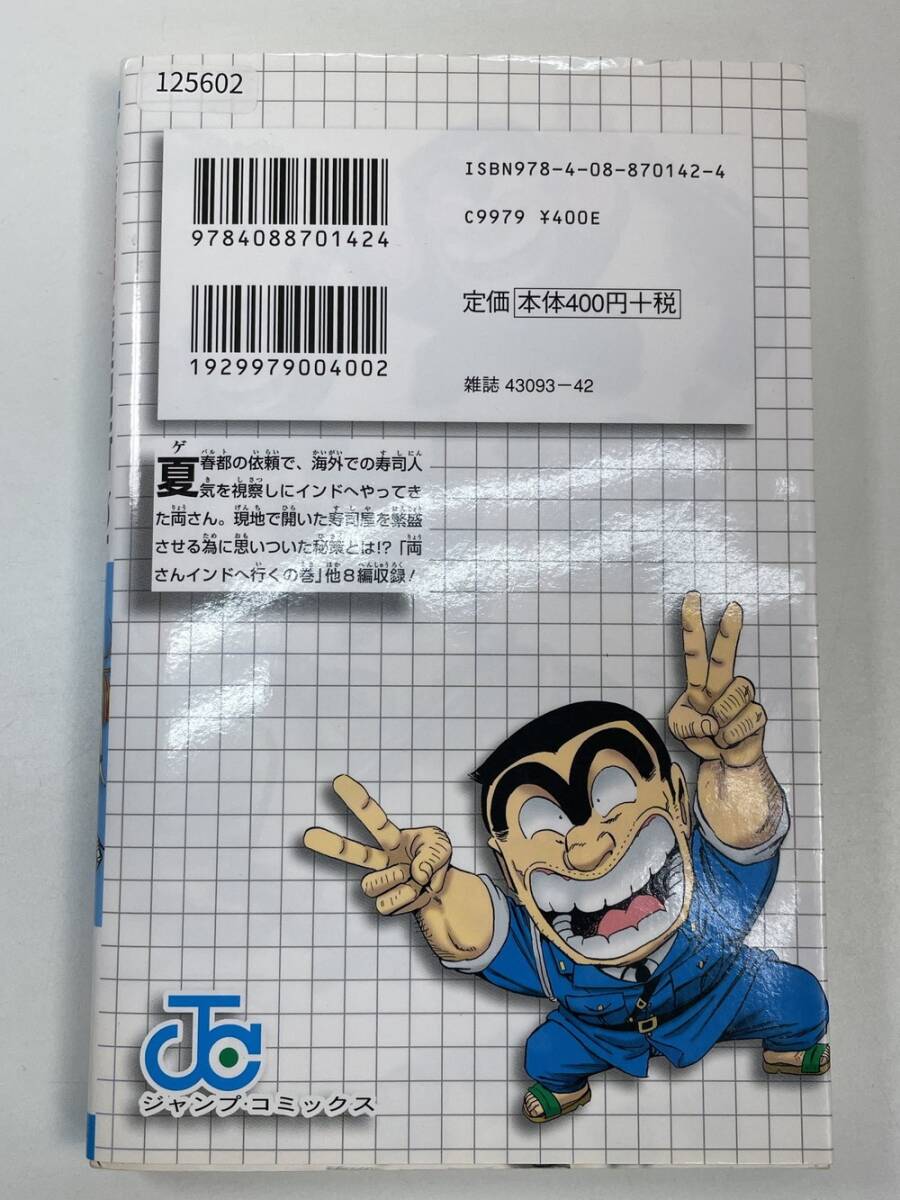 125602
ISBN978-4-08-870142-4
9784088701424
C9979 ¥400E
1929979004002
定価 本体400円+税
雑誌 43093-42
夏春都の依頼で、海外での寿司人
気を視察しにインドへやってき
た両さん。現地で開いた寿司屋を繁盛
させる為に思いついた秘策とは!?「両
さんインドへ行くの巻」他8編収録!
JC
ジャンプ・コミックス